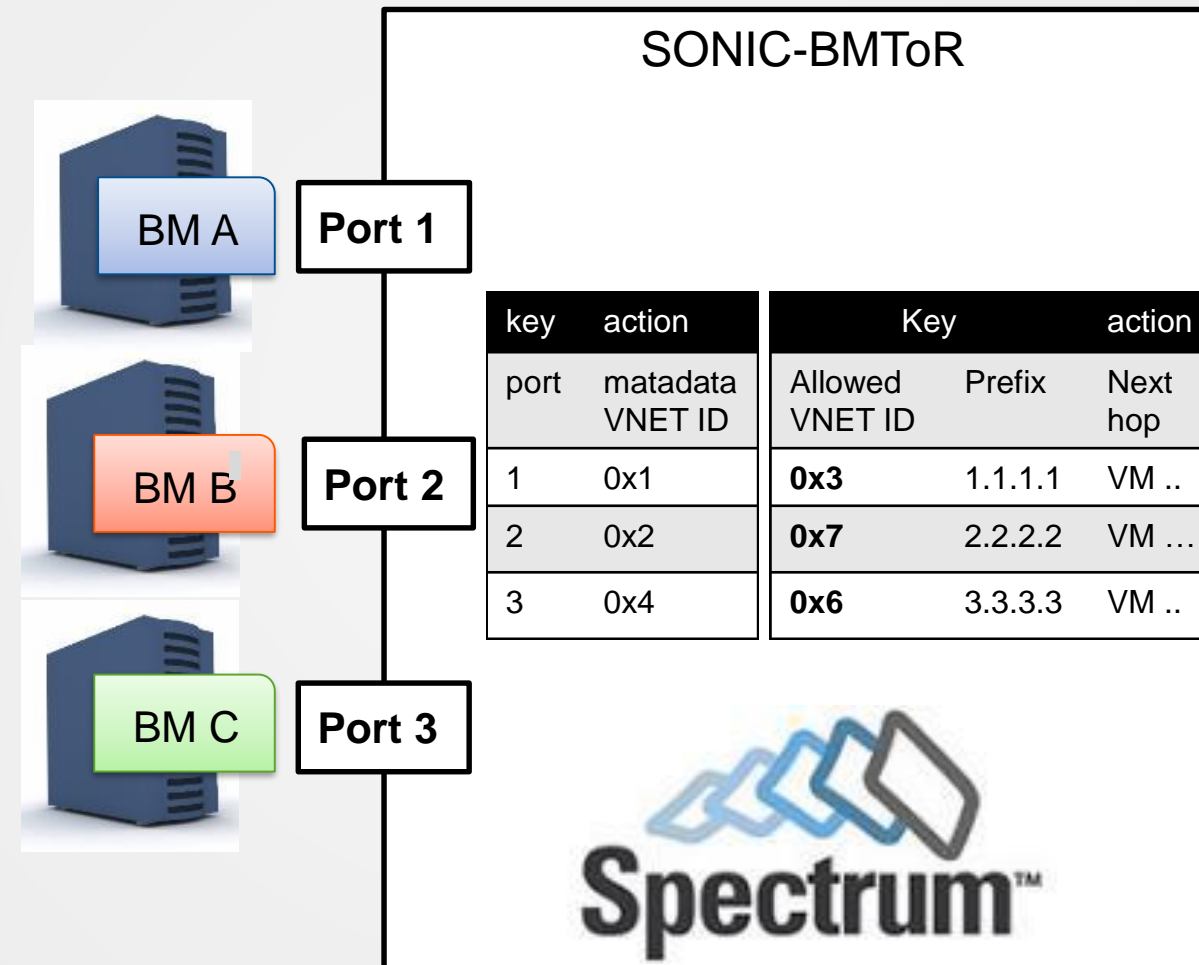 SONIC-BMToR
BM A
Port 1
BM B
Port 2
BM C
Port 3
key action
port matadata
VNET ID
1 0x1
2 0x2
3 0x4
Key action
Allowed Prefix Next
VNET ID hop
0x3 1.1.1.1 VM ..
0x7 2.2.2.2 VM …
0x6 3.3.3.3 VM ..
Spectrum™